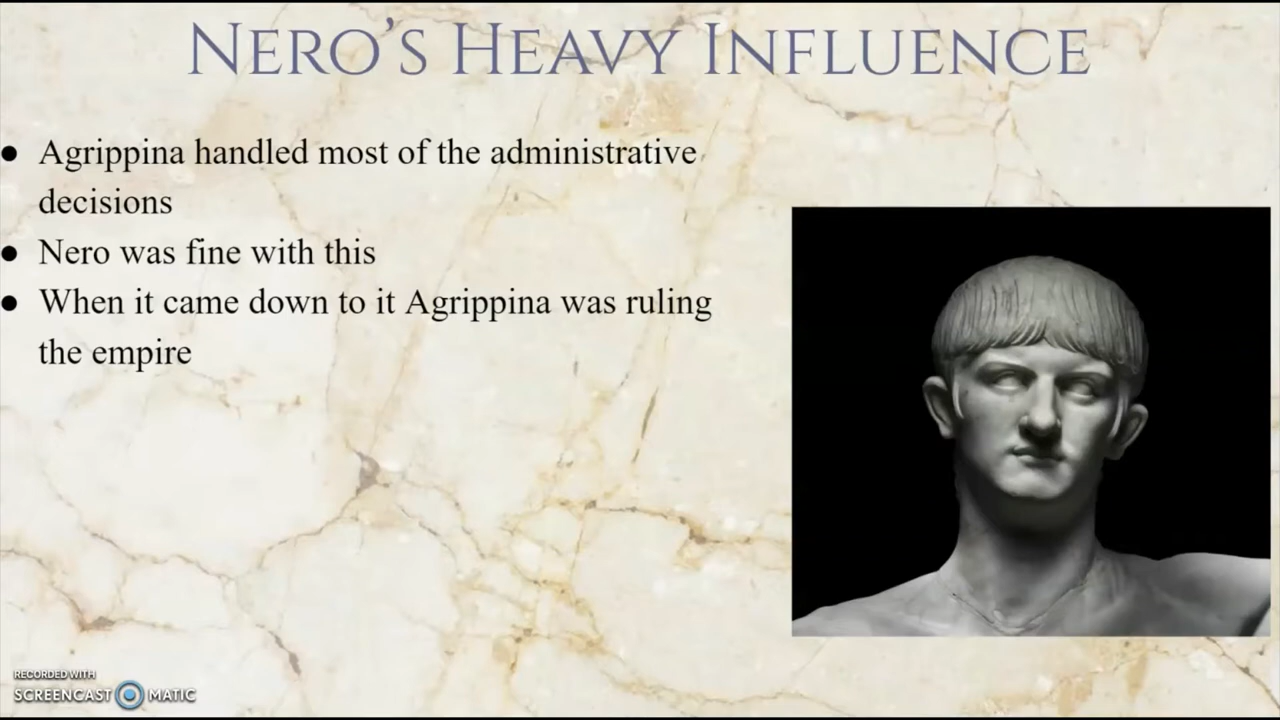 NERO'S HEAVY INFLUENCE
● Agrippina handled most of the administrative
decisions
● Nero was fine with this
● When it came down to it Agrippina was ruling
the empire
RECORDED WITH
SCREENCAST MATIC